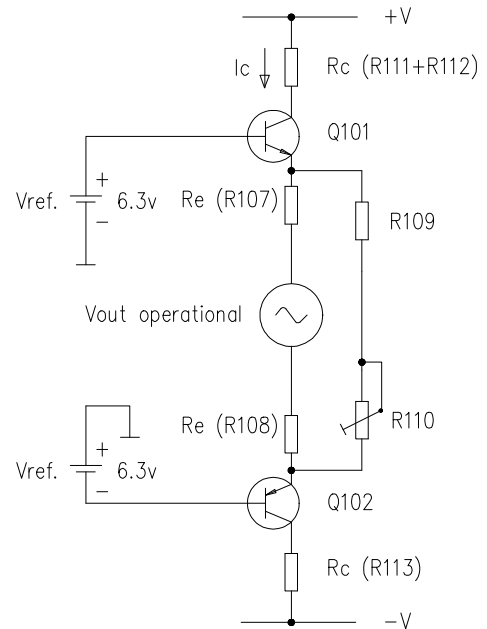 +V
Ic
Rc (R111+R112)
Q101
+
Vref.
6.3v
−
Re (R107)
R109
Vout operational
Re (R108)
R110
+
Vref.
6.3v
−
Q102
Rc (R113)
−V